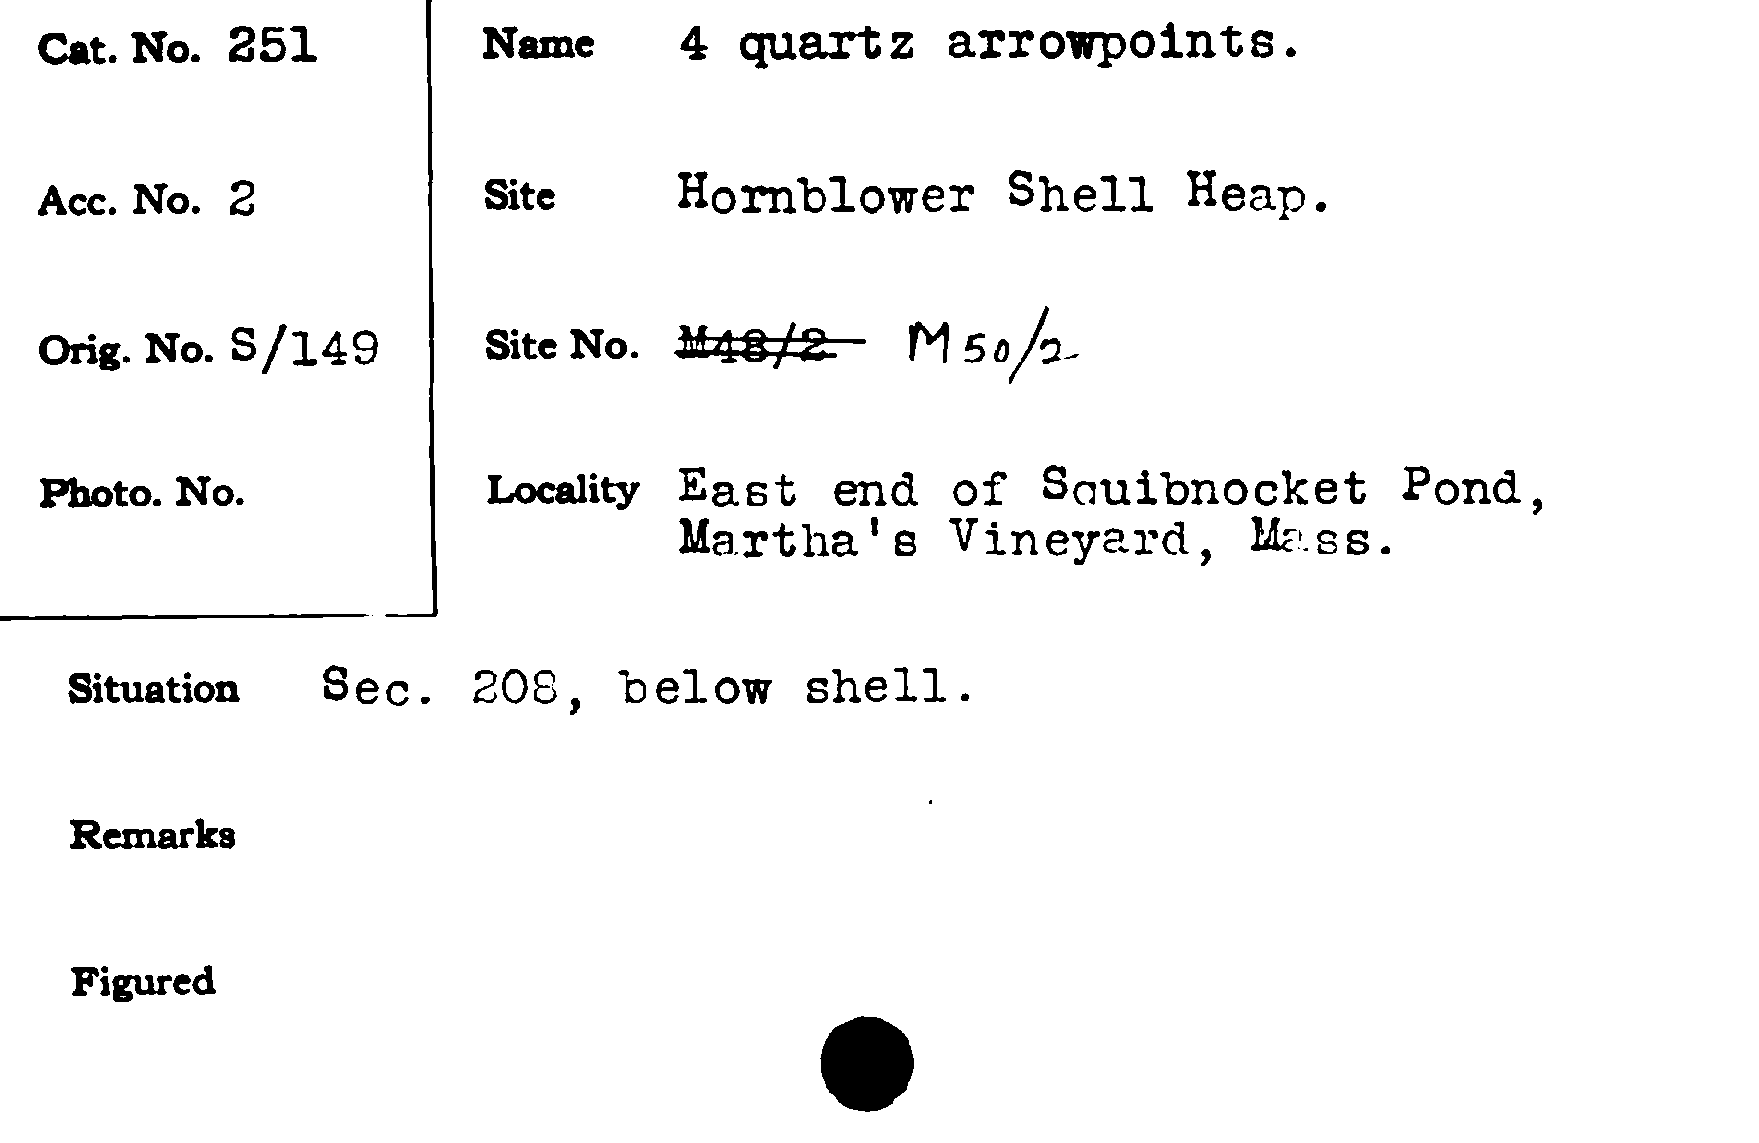 Cat. No. 251
Name 4 quartz arrowpoints.
Acc. No. 2
Site Hornblower Shell Heap.
Orig. No. S/149
Site No. M48/2 M50/2
Photo. No.
Locality East end of Squibnocket Pond,
Martha's Vineyard, Mass.
Situation Sec. 208, below shell.
Remarks
Figured